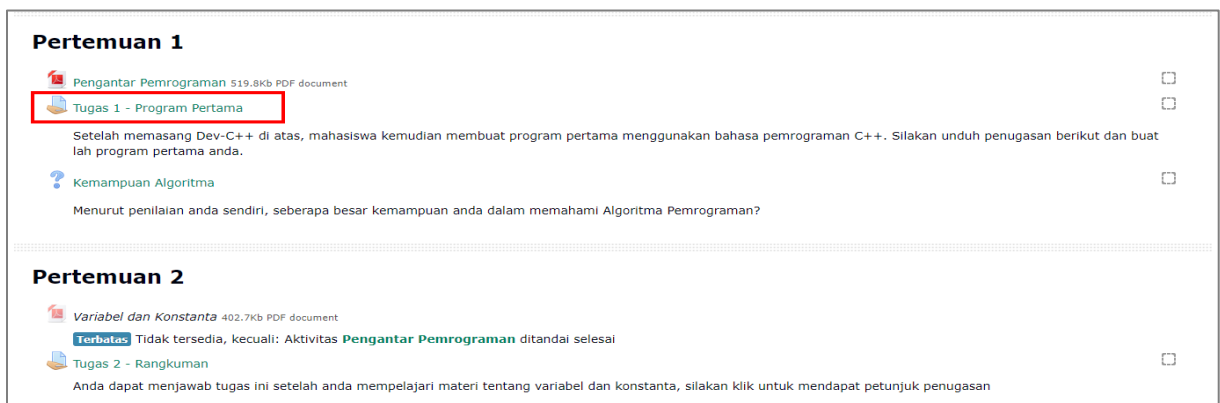 Pertemuan 1
Pengantar Pemrograman 519.8Kb PDF document
Tugas 1 - Program Pertama
Setelah memasang Dev-C++ di atas, mahasiswa kemudian membuat program pertama menggunakan bahasa pemrograman C++. Silakan unduh penugasan berikut dan buat
lah program pertama anda.
Kemampuan Algoritma
Menurut penilaian anda sendiri, seberapa besar kemampuan anda dalam memahami Algoritma Pemrograman?
Pertemuan 2
Variabel dan Konstanta 402.7Kb PDF document
Terbatas Tidak tersedia, kecuali: Aktivitas Pengantar Pemrograman ditandai selesai
Tugas 2 - Rangkuman
Anda dapat menjawab tugas ini setelah anda mempelajari materi tentang variabel dan konstanta, silakan klik untuk mendapat petunjuk penugasan